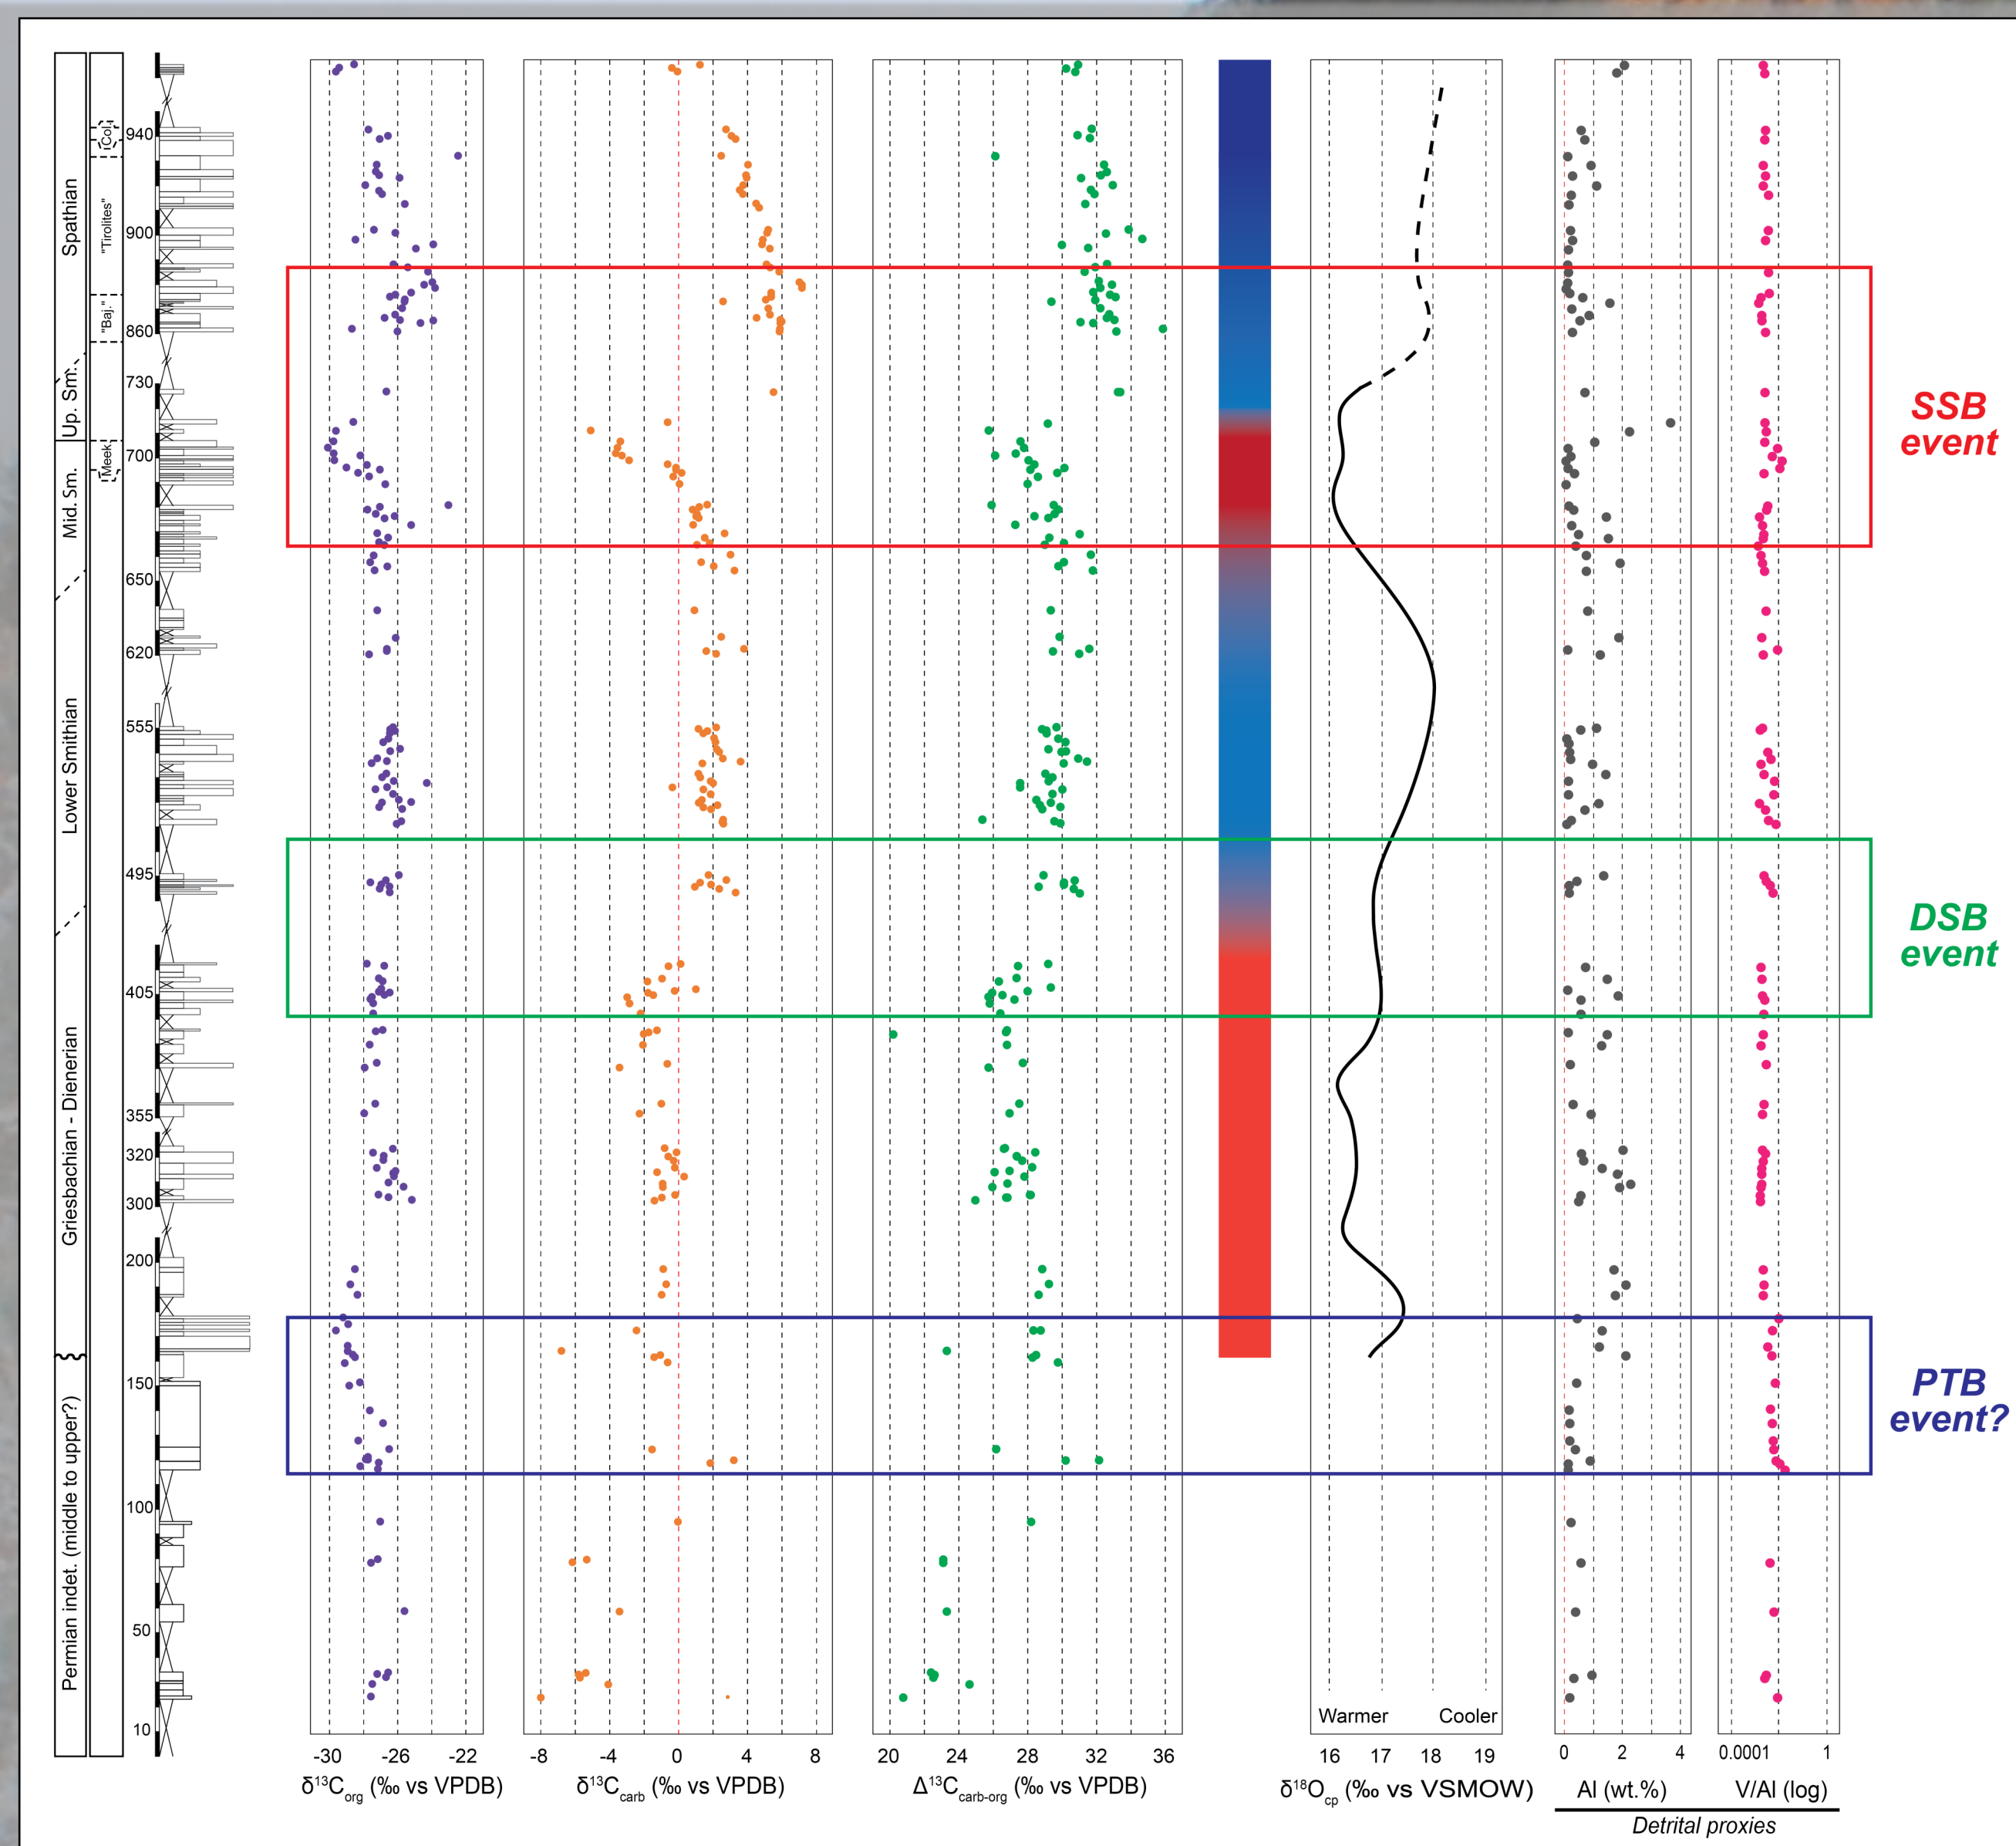 Spathian
Up. Sm.
Mid. Sm.
Lower Smithian
Griesbachian - Dienerian
Permian indet. (middle to upper?)
Col.
"Tirolites"
"Baj."
Meek
940
900
860
730
700
650
620
555
495
405
355
320
300
200
150
100
50
10
SSB
event
DSB
event
PTB
event?
Warmer Cooler
-30 -26 -22
-8 -4 0 4 8
20 24 28 32 36
16 17 18 19
0 2 4
0.0001 1
δ¹³Corg (‰ vs VPDB)
δ¹³Ccarb (‰ vs VPDB)
Δ¹³Ccarb-org (‰ vs VPDB)
δ¹⁸Ocp (‰ vs VSMOW)
Al (wt.%)
V/Al (log)
Detrital proxies